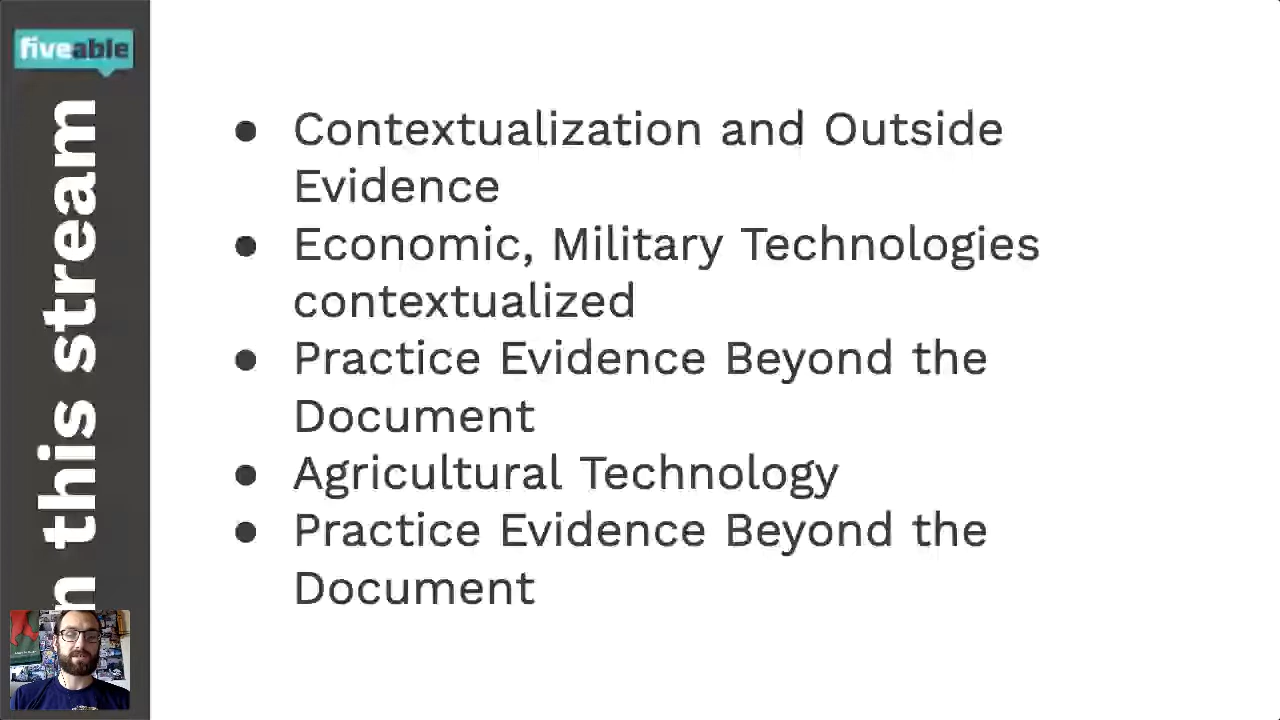 fiveable
n this stream
● Contextualization and Outside
Evidence
● Economic, Military Technologies
contextualized
● Practice Evidence Beyond the
Document
● Agricultural Technology
● Practice Evidence Beyond the
Document